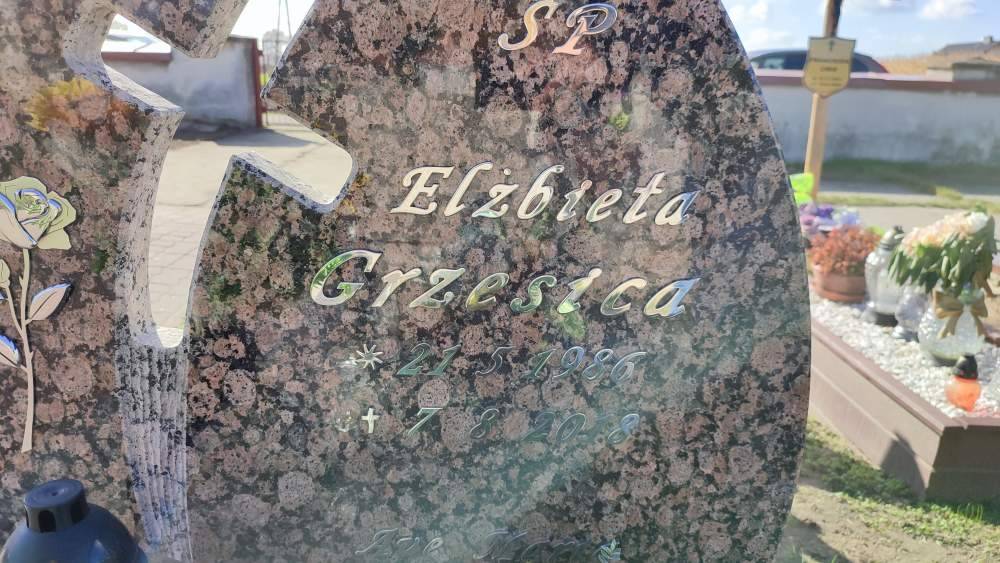 SP
Elżbieta
Grzesica
21 5 1986
7 8 2018